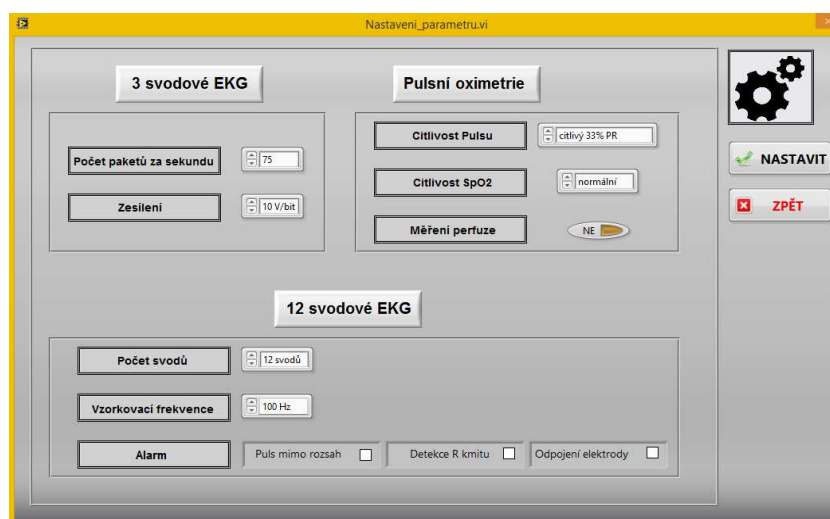 Nastaveni_parametru.vi
3 svodové EKG
Počet paketů za sekundu
75
Zesílení
10 V/bit
Pulsní oximetrie
Citlivost Pulsu
citlivý 33% PR
Citlivost SpO2
normální
Měření perfuze
NE
NASTAVIT
ZPĚT
12 svodové EKG
Počet svodů
12 svodů
Vzorkovací frekvence
100 Hz
Alarm
Puls mimo rozsah
Detekce R kmitu
Odpojení elektrody